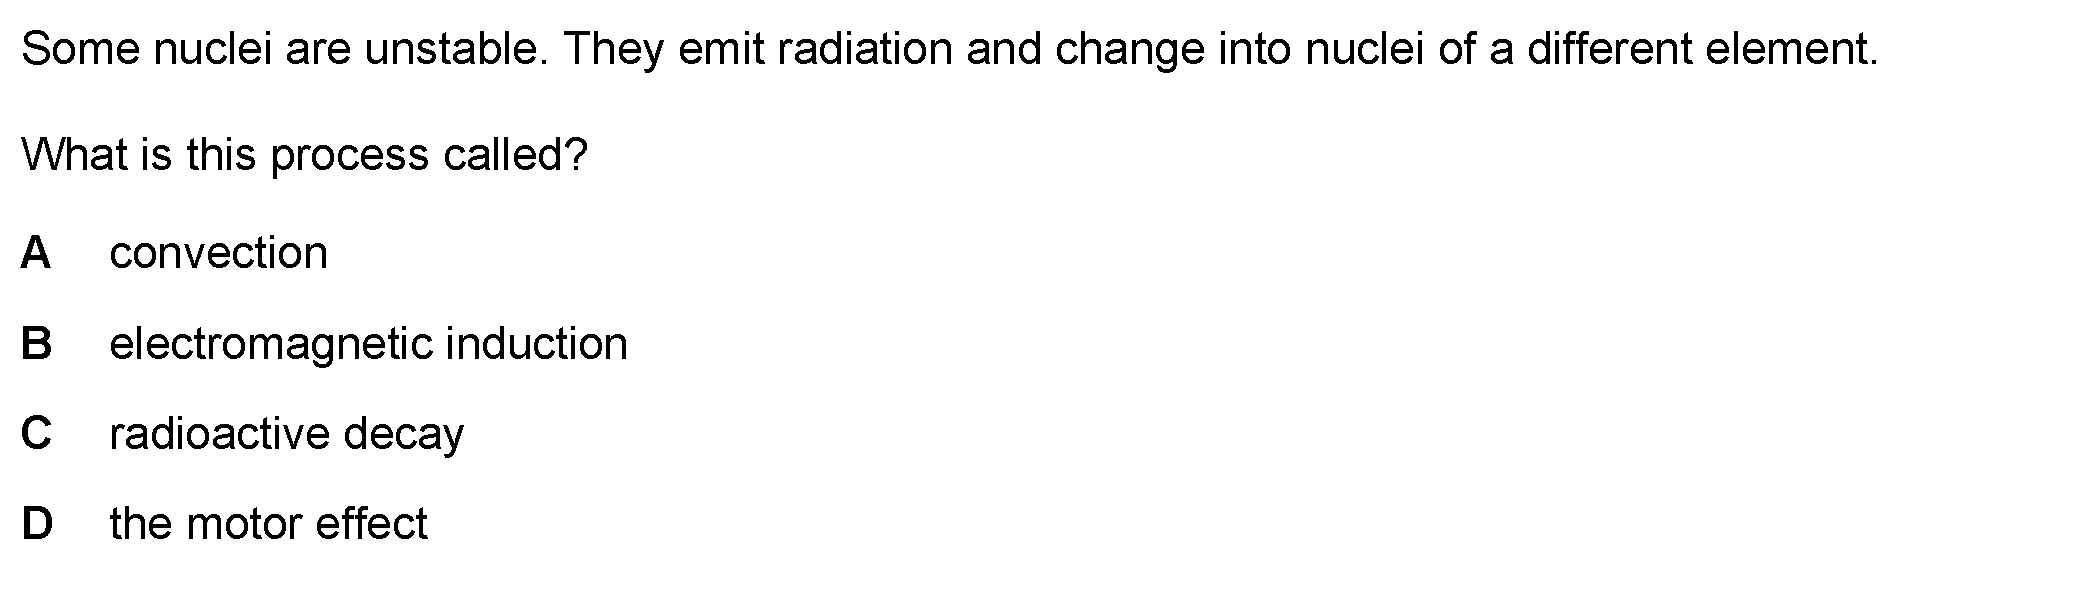 Some nuclei are unstable. They emit radiation and change into nuclei of a different element.
What is this process called?
A convection
B electromagnetic induction
C radioactive decay
D the motor effect